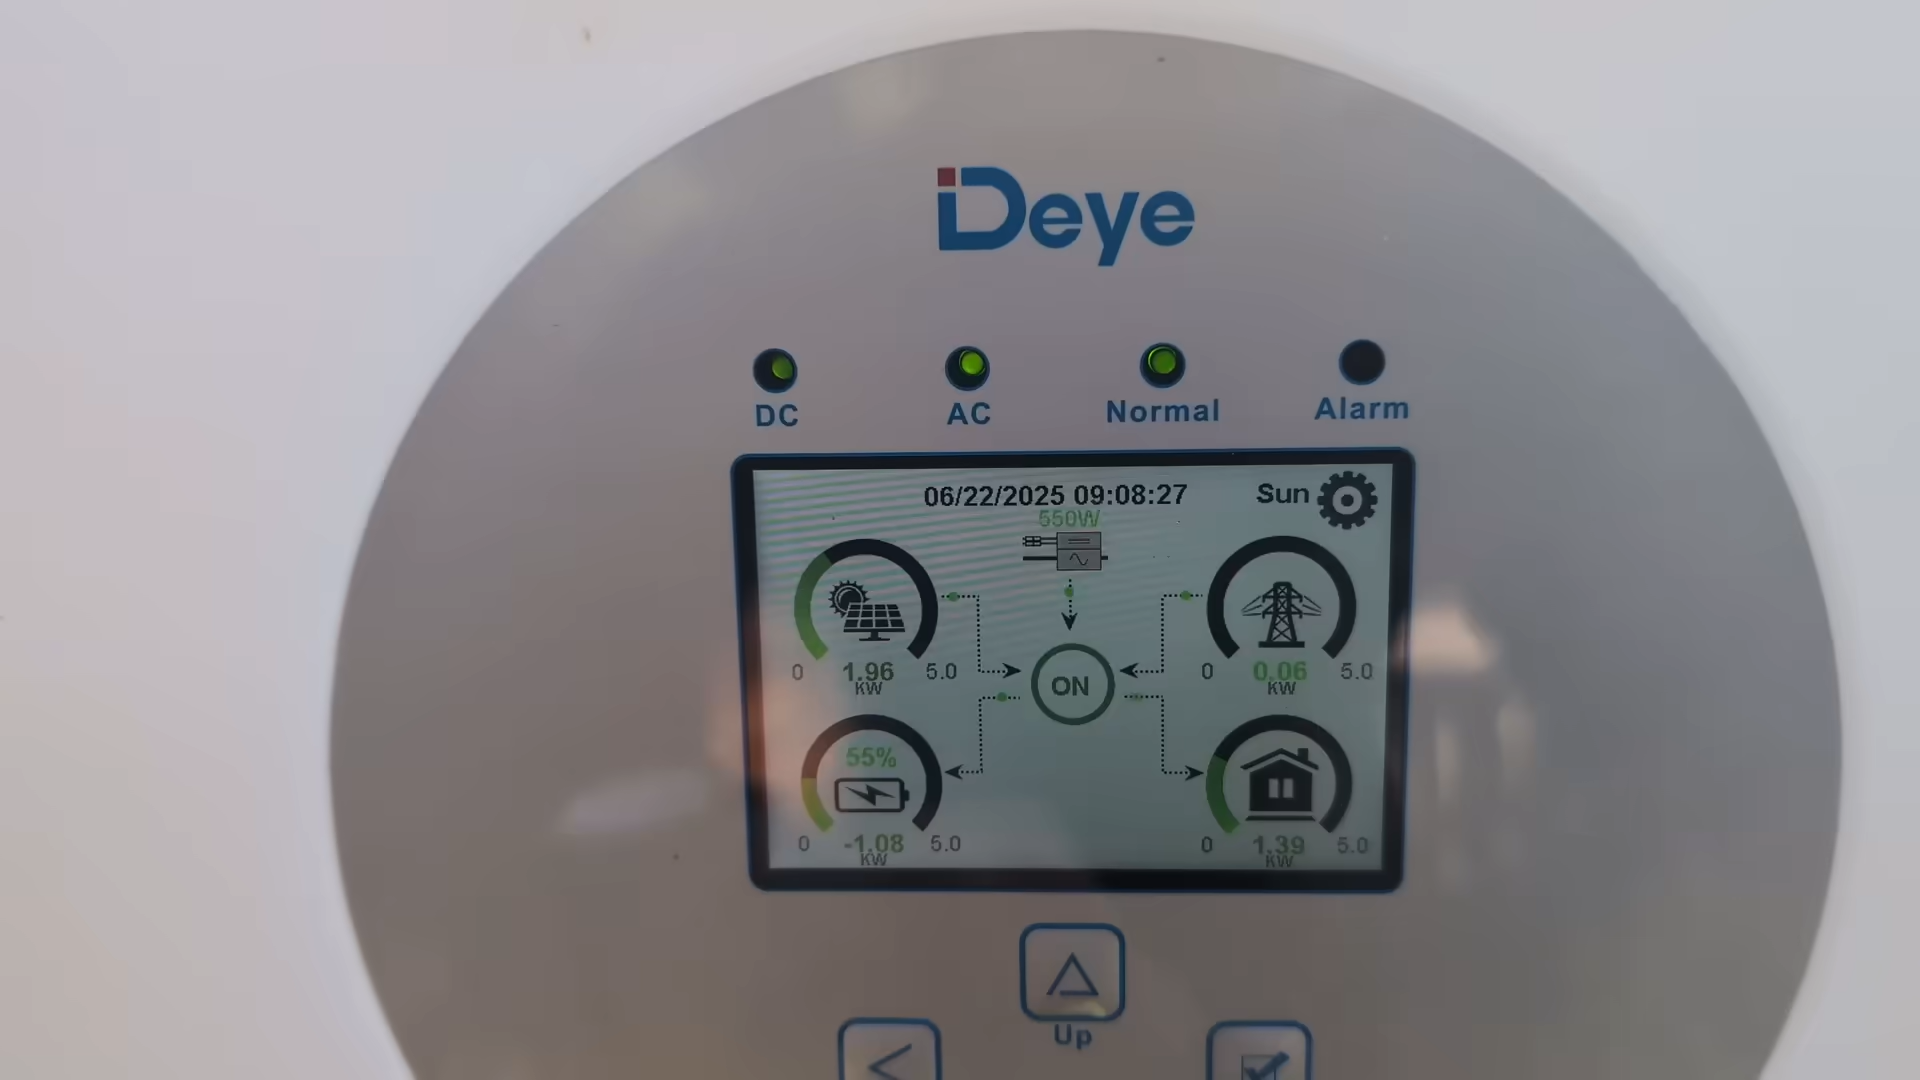 Deye
DC AC Normal Alarm
06/22/2025 09:08:27 Sun
550W
0 1.96 5.0
KW
0 0.06 5.0
KW
ON
55%
0 -1.08 5.0
KW
0 1.39 5.0
KW
Up